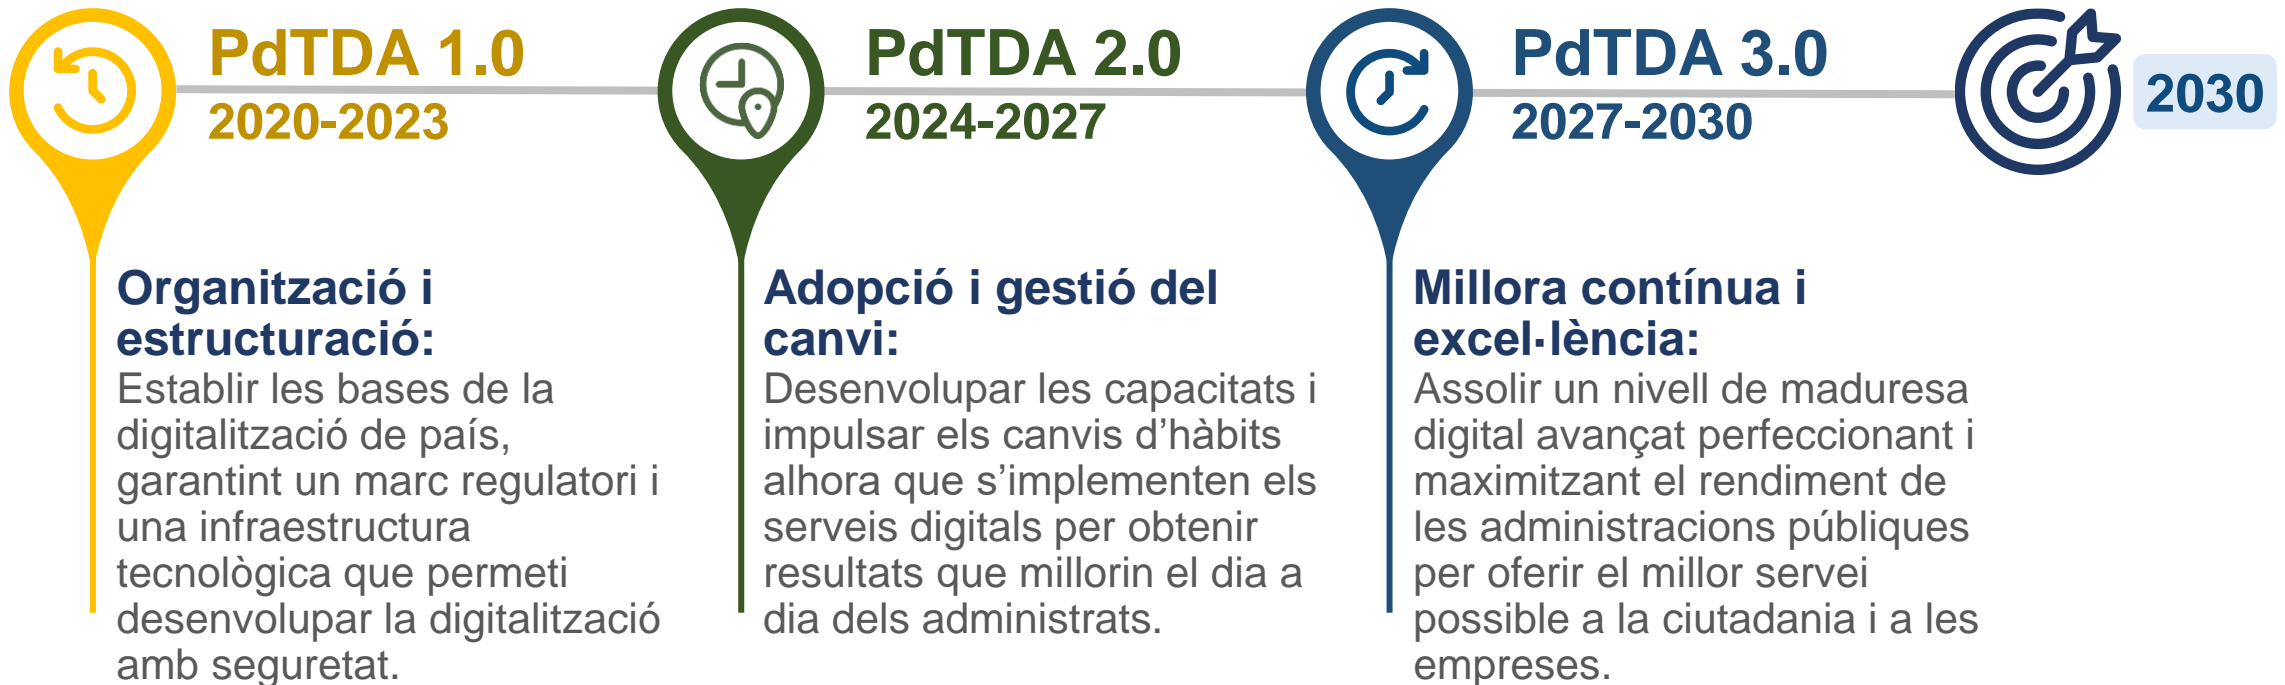 PdTDA 1.0
2020-2023
PdTDA 2.0
2024-2027
PdTDA 3.0
2027-2030
2030
Organització i
estructuració:
Establir les bases de la
digitalització de país,
garantint un marc regulatori i
una infraestructura
tecnològica que permeti
desenvolupar la digitalització
amb seguretat.
Adopció i gestió del
canvi:
Desenvolupar les capacitats i
impulsar els canvis d’hàbits
alhora que s’implementen els
serveis digitals per obtenir
resultats que millorin el dia a
dia dels administrats.
Millora contínua i
excel·lència:
Assolir un nivell de maduresa
digital avançat perfeccionant i
maximitzant el rendiment de
les administracions públiques
per oferir el millor servei
possible a la ciutadania i a les
empreses.